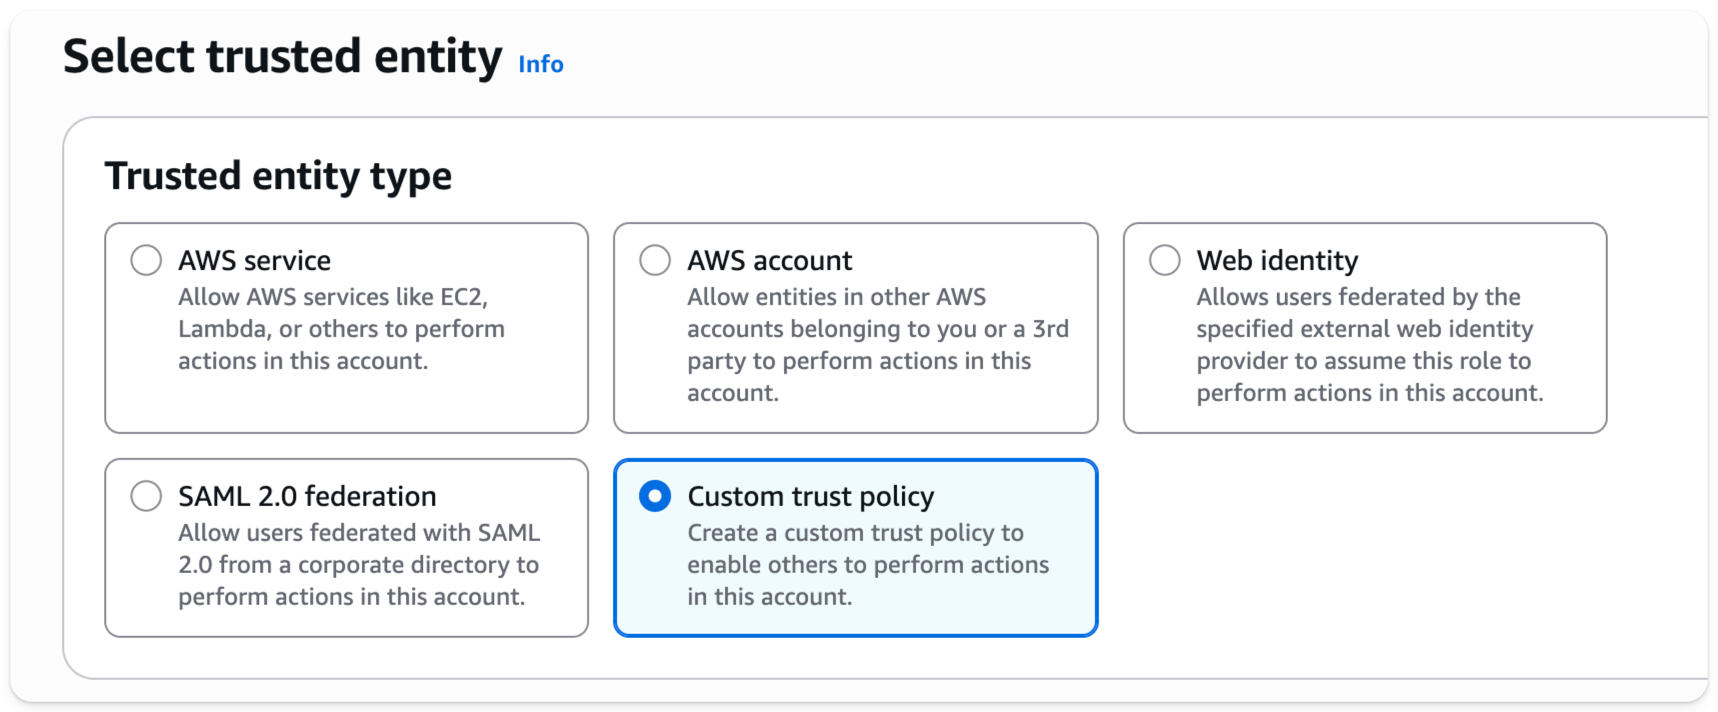 Select trusted entity Info
Trusted entity type
AWS service
Allow AWS services like EC2,
Lambda, or others to perform
actions in this account.
AWS account
Allow entities in other AWS
accounts belonging to you or a 3rd
party to perform actions in this
account.
Web identity
Allows users federated by the
specified external web identity
provider to assume this role to
perform actions in this account.
SAML 2.0 federation
Allow users federated with SAML
2.0 from a corporate directory to
perform actions in this account.
Custom trust policy
Create a custom trust policy to
enable others to perform actions
in this account.